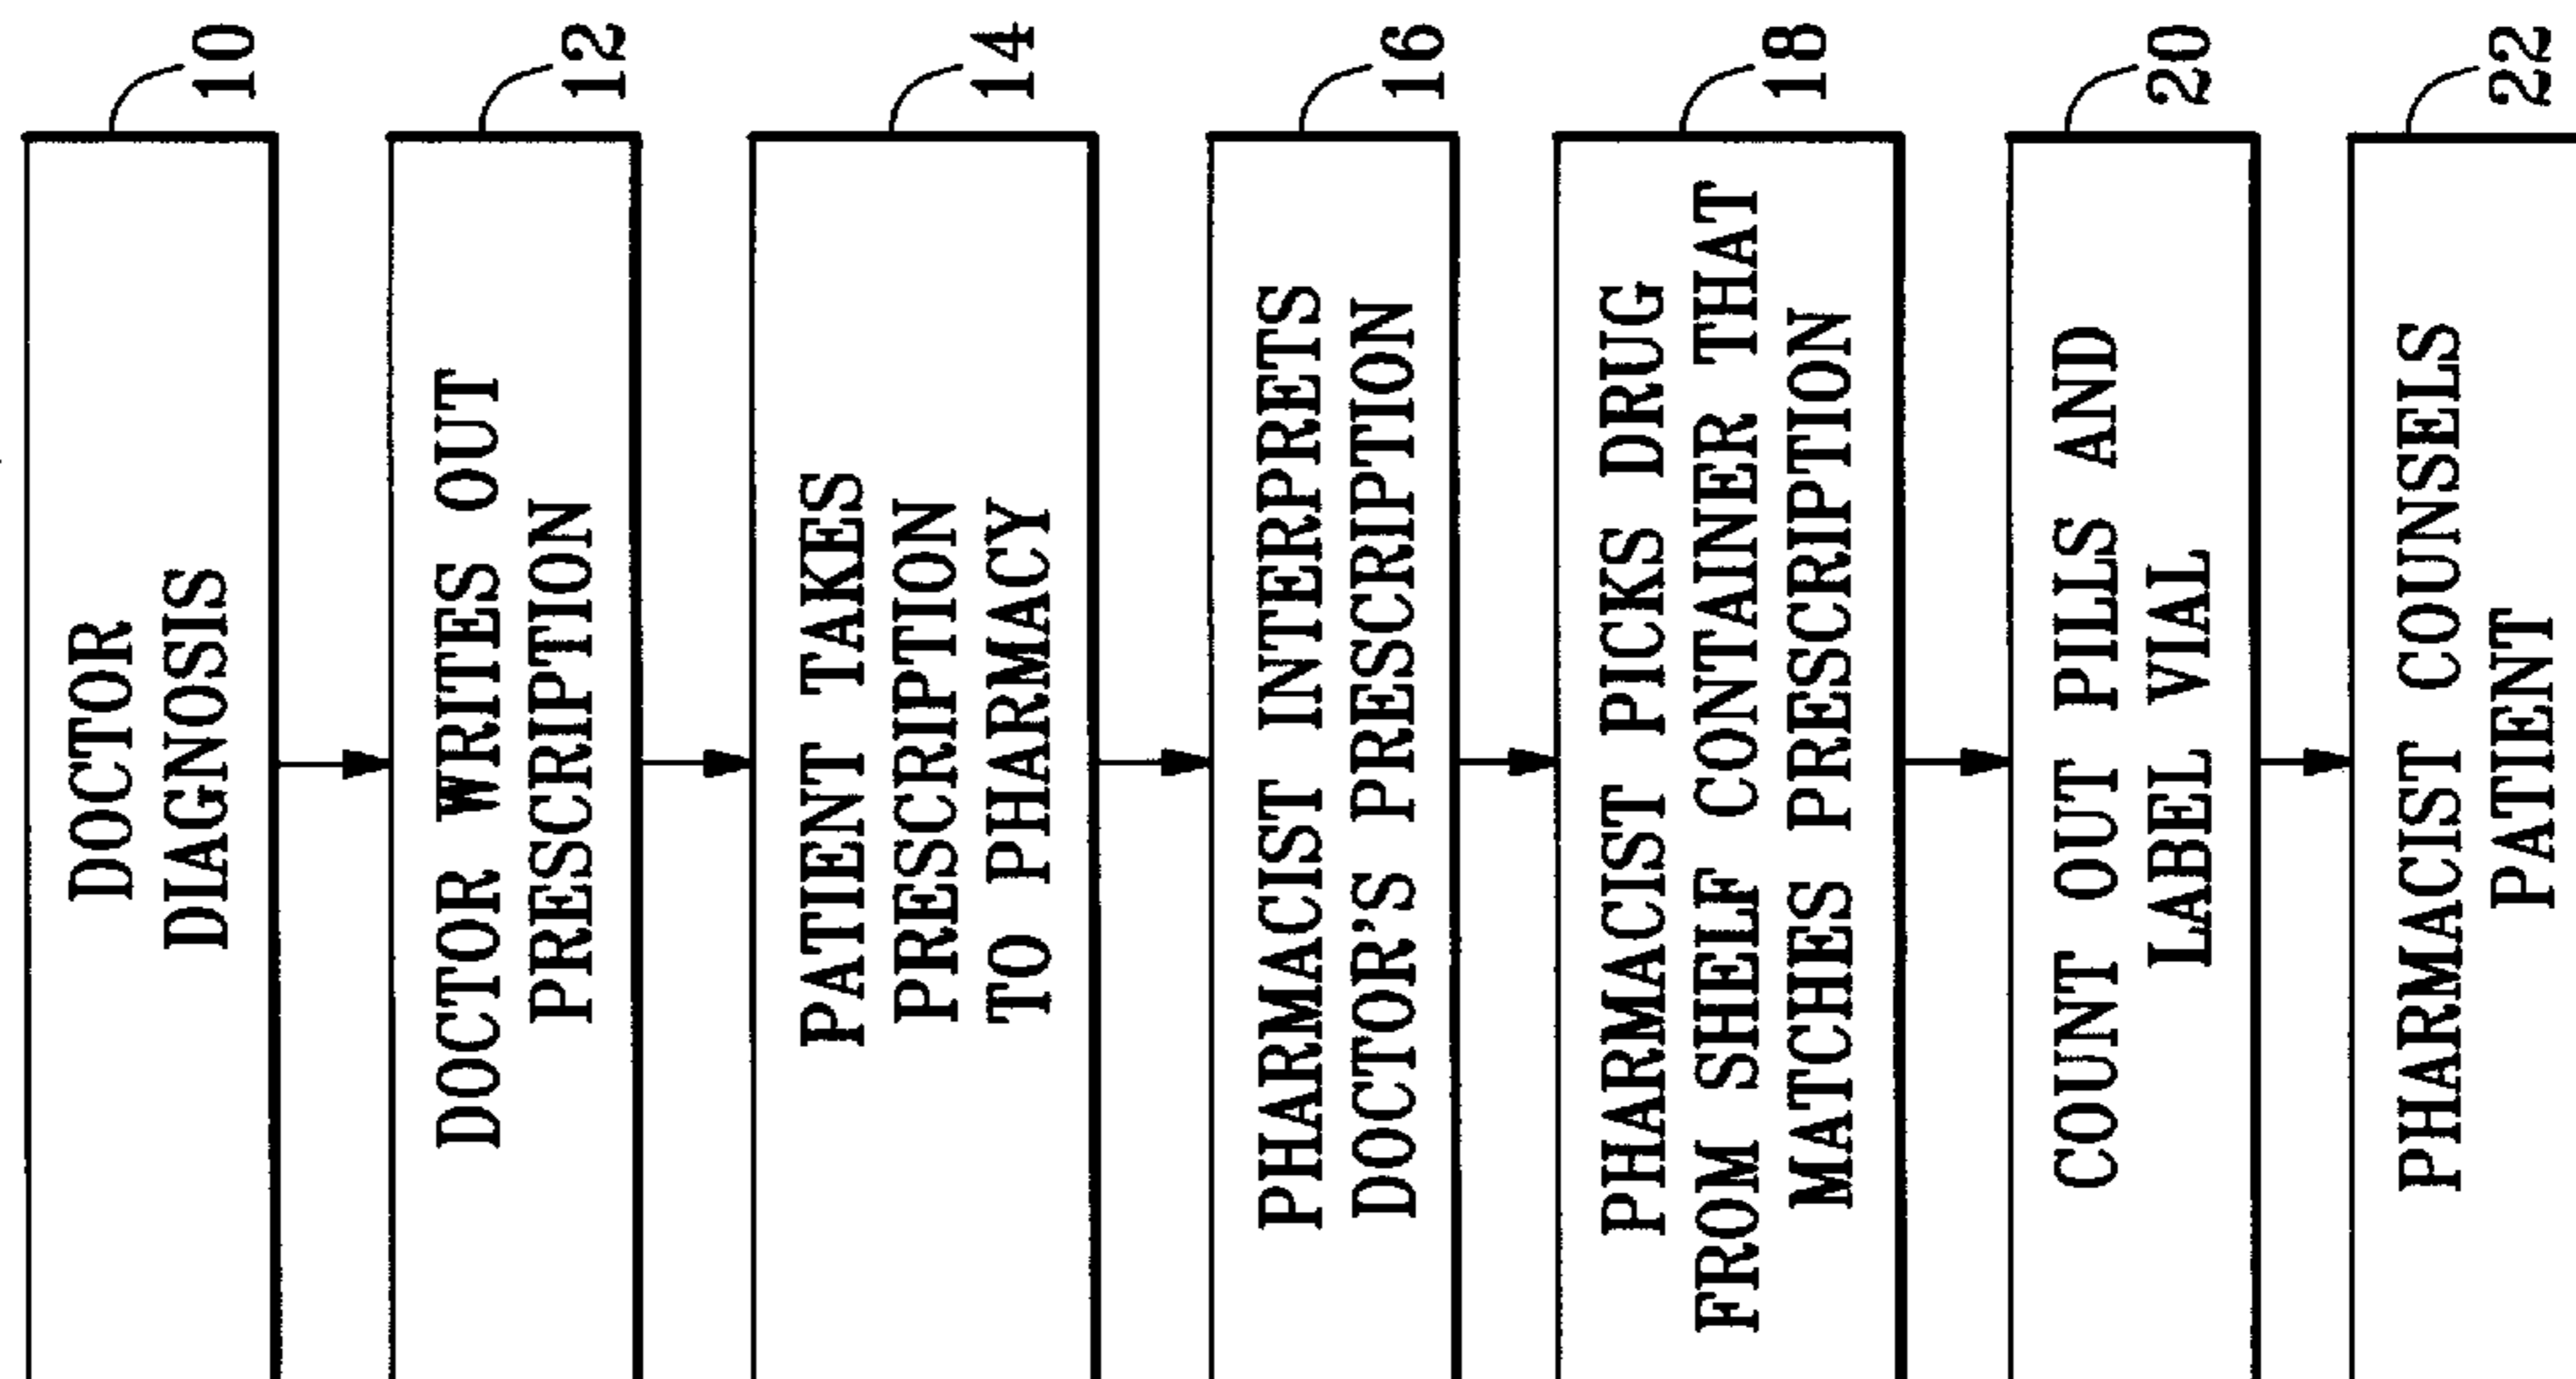 DOCTOR
DIAGNOSIS
10
DOCTOR WRITES OUT
PRESCRIPTION
12
PATIENT TAKES
PRESCRIPTION
TO PHARMACY
14
PHARMACIST INTERPRETS
DOCTOR'S PRESCRIPTION
16
PHARMACIST PICKS DRUG
FROM SHELF CONTAINER THAT
MATCHES PRESCRIPTION
18
COUNT OUT PILLS AND
LABEL VIAL
20
PHARMACIST COUNSELS
PATIENT
22